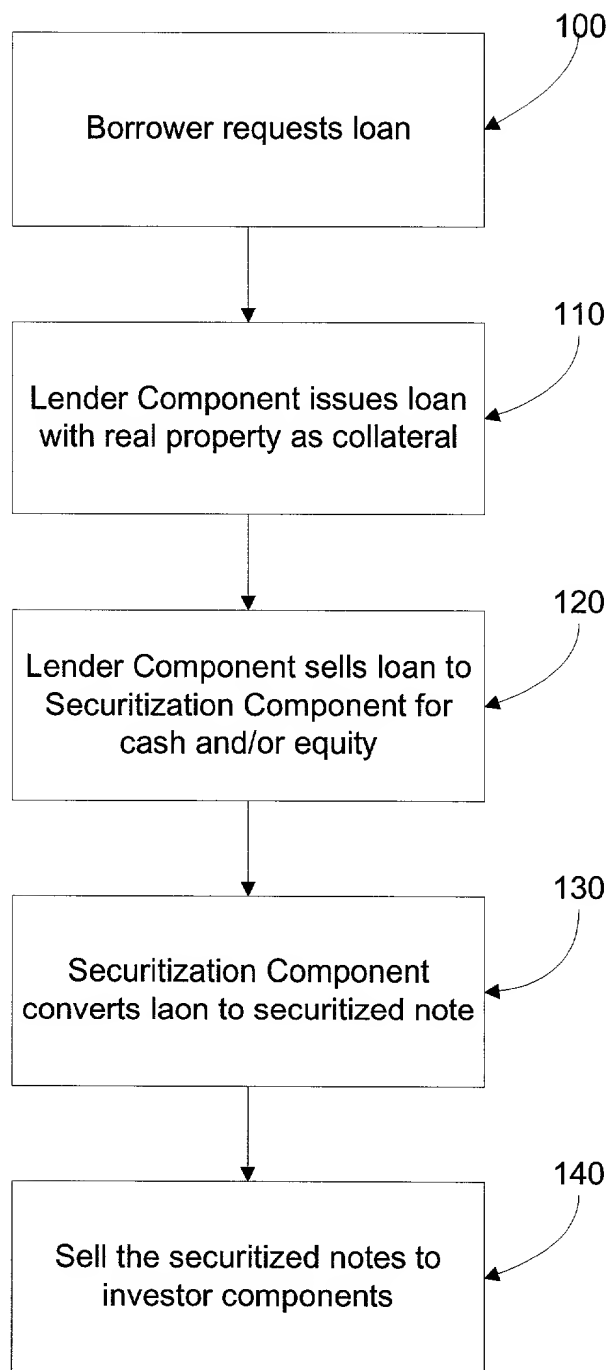 100
Borrower requests loan
110
Lender Component issues loan
with real property as collateral
120
Lender Component sells loan to
Securitization Component for
cash and/or equity
130
Securitization Component
converts laon to securitized note
140
Sell the securitized notes to
investor components